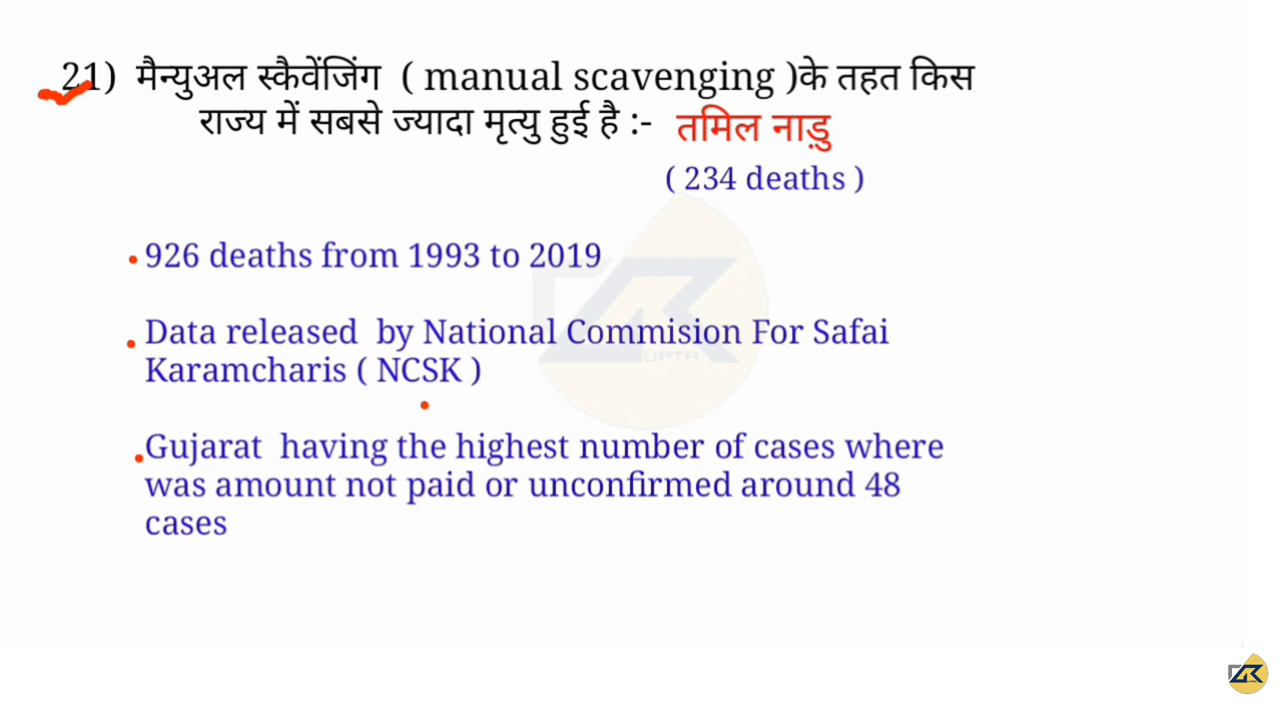 21) मैन्युअल स्कैवेंजिंग ( manual scavenging )के तहत किस
राज्य में सबसे ज्यादा मृत्यु हुई है :- तमिल नाडु
( 234 deaths )
926 deaths from 1993 to 2019
Data released by National Commision For Safai
Karamcharis ( NCSK )
UPTA
Gujarat having the highest number of cases where
was amount not paid or unconfirmed around 48
cases